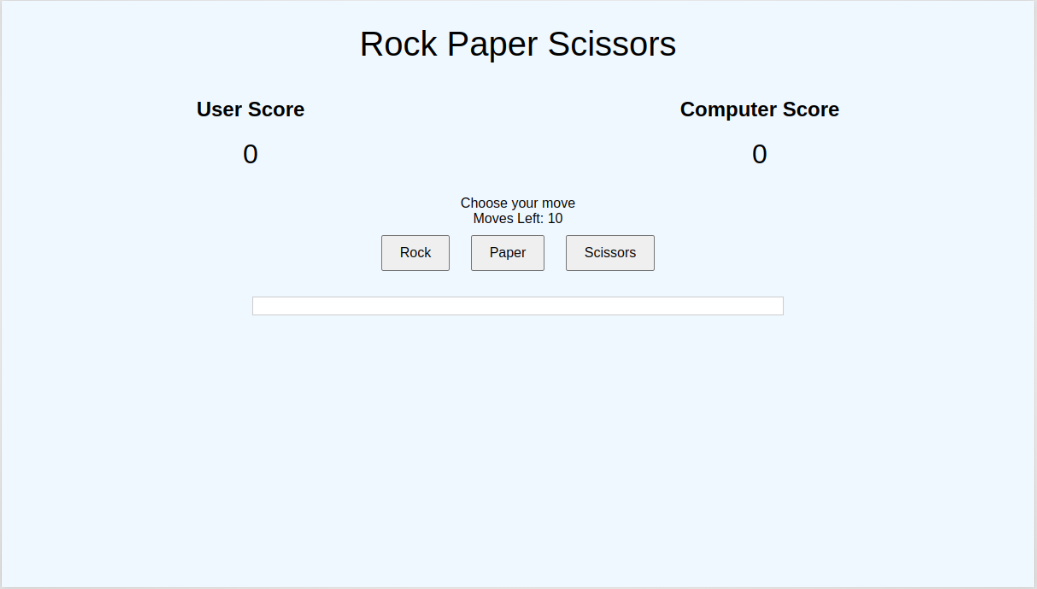 Rock Paper Scissors
User Score
Computer Score
0
0
Choose your move
Moves Left: 10
Rock
Paper
Scissors